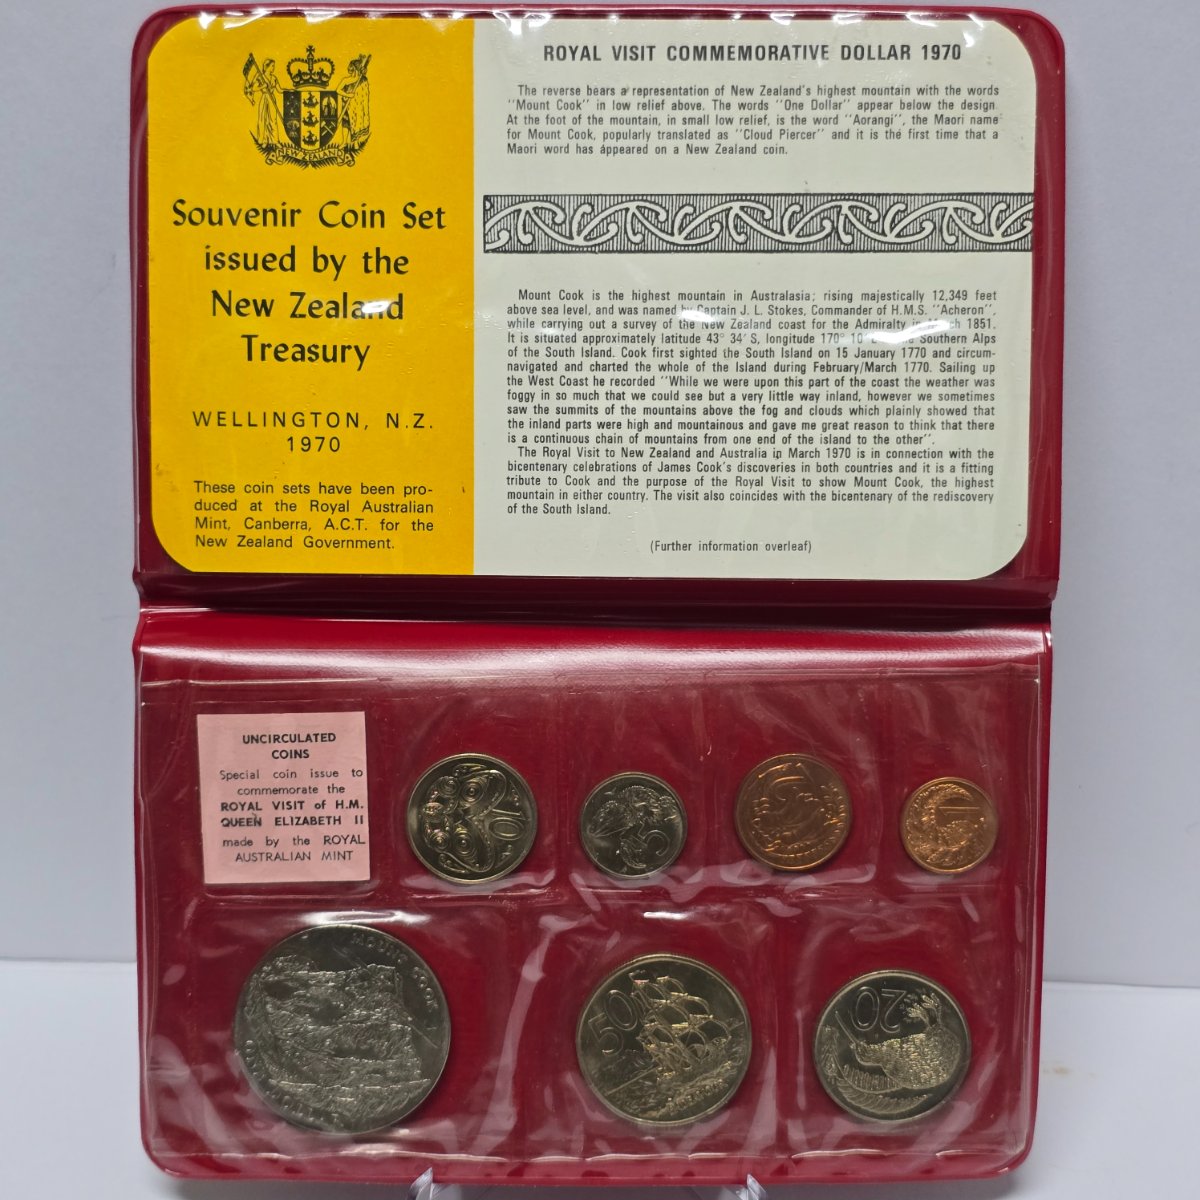 NEW ZEALAND
Souvenir Coin Set
issued by the
New Zealand
Treasury
WELLINGTON, N.Z.
1970
These coin sets have been pro-
duced at the Royal Australian
Mint, Canberra, A.C.T. for the
New Zealand Government.
ROYAL VISIT COMMEMORATIVE DOLLAR 1970
The reverse bears a representation of New Zealand's highest mountain with the words
"Mount Cook" in low relief above. The words "One Dollar" appear below the design.
At the foot of the mountain, in small low relief, is the word "Aorangi", the Maori name
for Mount Cook, popularly translated as "Cloud Piercer" and it is the first time that a
Maori word has appeared on a New Zealand coin.
Mount Cook is the highest mountain in Australasia; rising majestically 12,349 feet
above sea level, and was named by Captain J. L. Stokes, Commander of H.M.S. "Acheron",
while carrying out a survey of the New Zealand coast for the Admiralty in March 1851.
It is situated approximately latitude 43° 34' S, longitude 170° 10' Southern Alps
of the South Island. Cook first sighted the South Island on 15 January 1770 and circum-
navigated and charted the whole of the Island during February/March 1770. Sailing up
the West Coast he recorded "While we were upon this part of the coast the weather was
foggy in so much that we could see but a very little way inland, however we sometimes
saw the summits of the mountains above the fog and clouds which plainly showed that
the inland parts were high and mountainous and gave me great reason to think that there
is a continuous chain of mountains from one end of the island to the other".
The Royal Visit to New Zealand and Australia in March 1970 is in connection with the
bicentenary celebrations of James Cook's discoveries in both countries and it is a fitting
tribute to Cook and the purpose of the Royal Visit to show Mount Cook, the highest
mountain in either country. The visit also coincides with the bicentenary of the rediscovery
of the South Island.
(Further information overleaf)
UNCIRCULATED
COINS
Special coin issue to
commemorate the
ROYAL VISIT of H.M.
QUEEN ELIZABETH II
made by the ROYAL
AUSTRALIAN MINT
10
5
2
1
MOUNT COOK
ONE DOLLAR
50
ENDEAVOUR
20